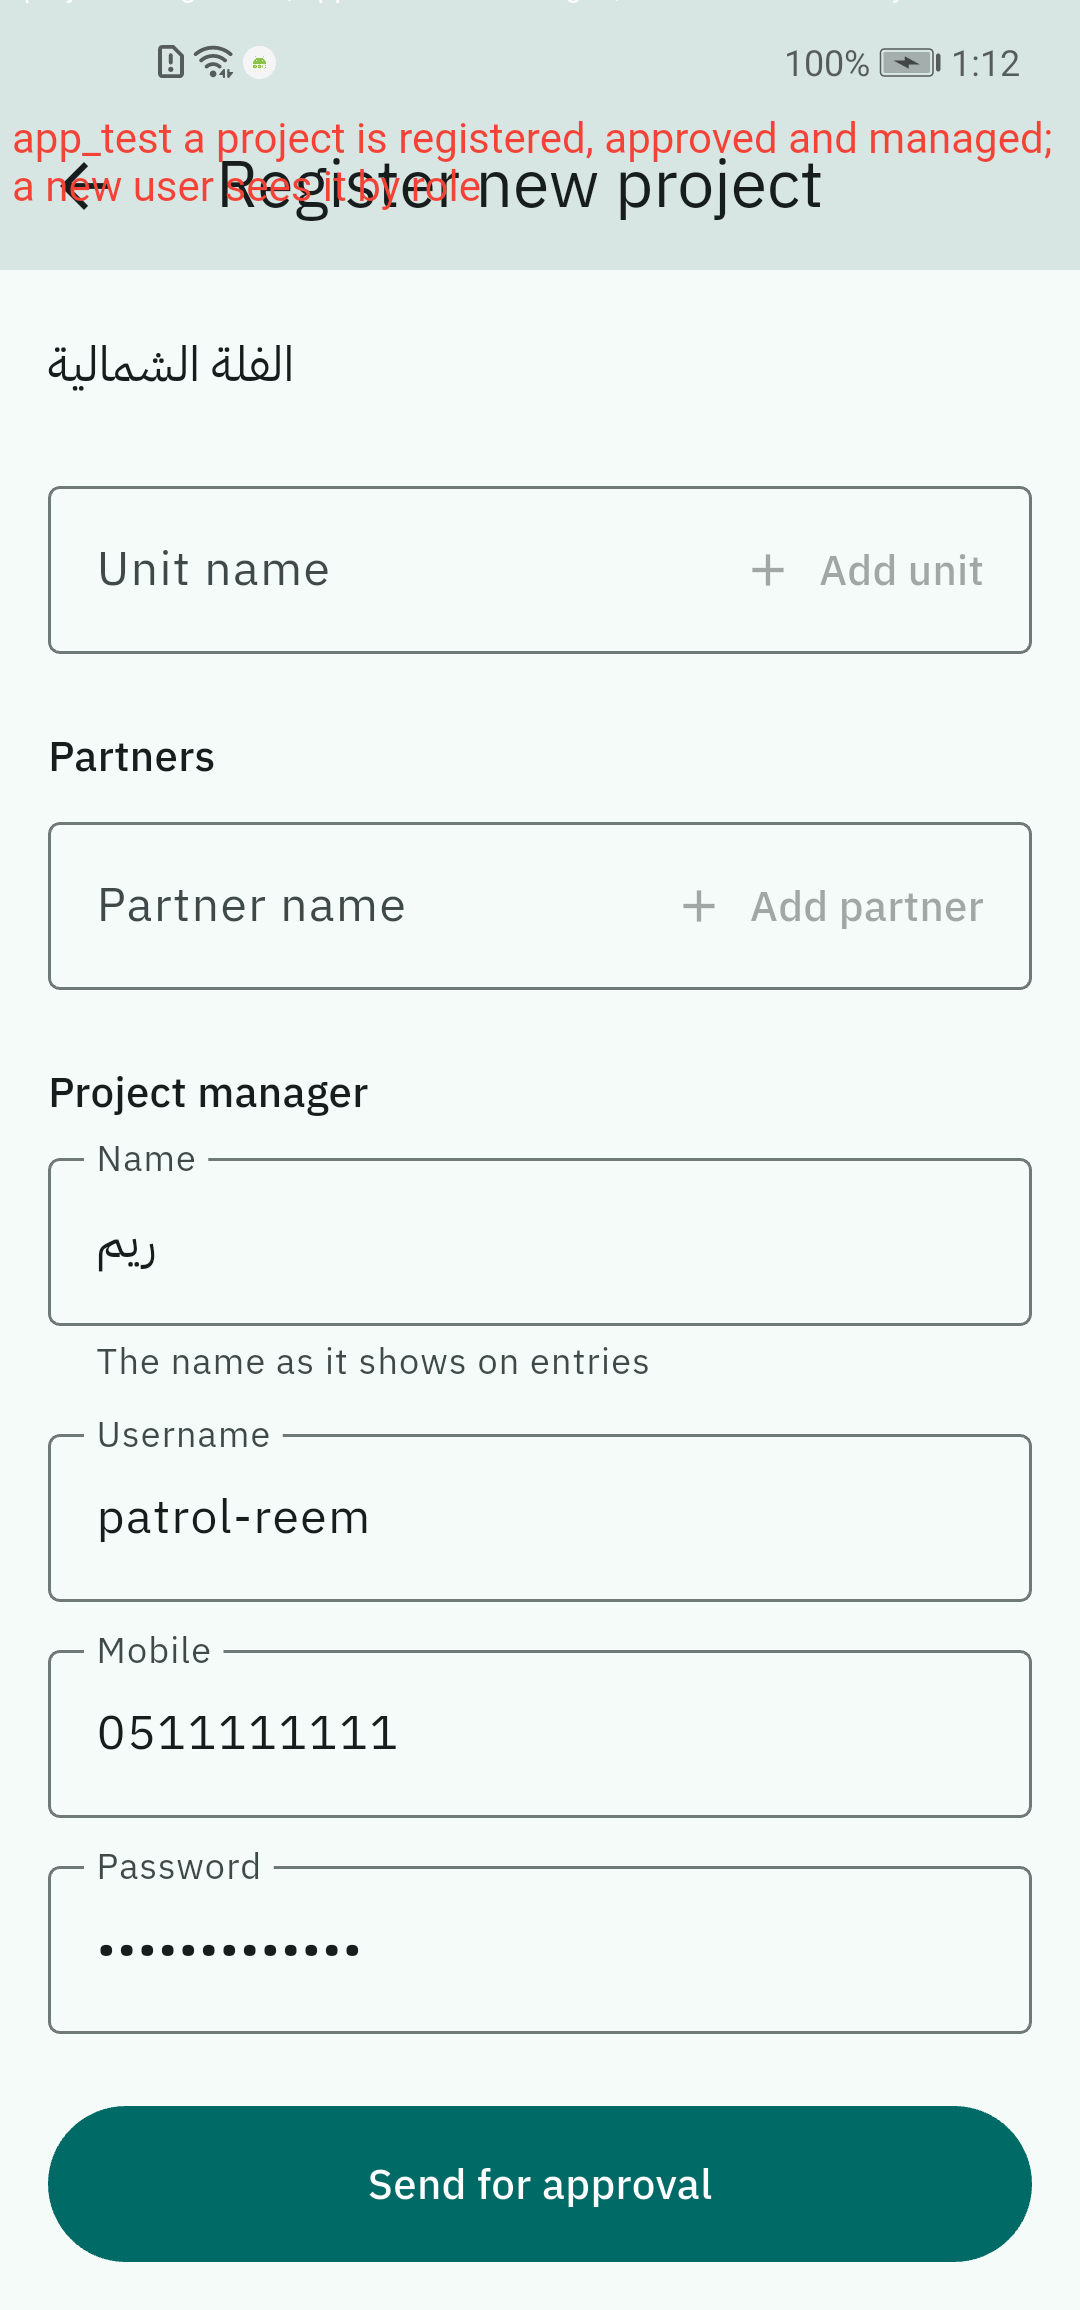 100% 1:12
app_test a project is registered, approved and managed;
a new user sees it by role
Register new project
الفلة الشمالية
Unit name
+ Add unit
Partners
Partner name
+ Add partner
Project manager
Name
ريم
The name as it shows on entries
Username
patrol-reem
Mobile
0511111111
Password
•••••••••••••
Send for approval